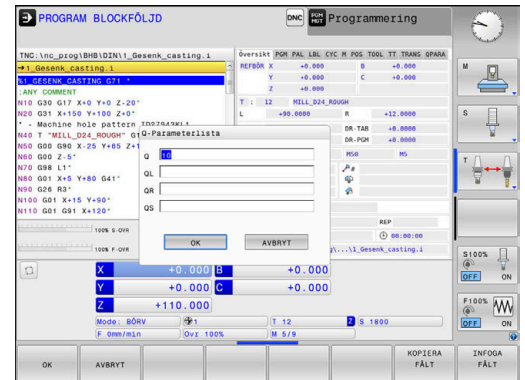 PROGRAM BLOCKFÖLJD
DNC
PGM MGT
Programmering
TNC:\nc_prog\BHB\DIN\1_Gesenk_casting.i
→1_Gesenk_casting.i
%1_GESENK_CASTING G71 *
;ANY COMMENT
N10 G30 G17 X+0 Y+0 Z-20*
N20 G31 X+150 Y+100 Z+0*
* - Machine hole pattern ID27943KL1
N40 T "MILL_D24_ROUGH" G1
N50 G00 G90 X-25 Y+65 Z+1
N60 G00 Z-5*
N70 G98 L1*
N80 G01 X+5 Y+80 G41*
N90 G26 R3*
N100 G01 X+15 Y+90*
N110 G01 G91 X+120*
100% S-OVR
100% F-OVR
Översikt PGM PAL LBL CYC M POS TOOL TT TRANS QPARA
REFBÖR X +0.000 B +0.000
Y +0.000 C +0.000
Z +0.000
T : 12 MILL_D24_ROUGH
L +90.0000 R +12.0000
DR-TAB +0.0000
DR-PGM +0.0000
M50 M5
REP
00:00:00
\...\1_Gesenk_casting.i
Q-Parameterlista
Q 10
QL
QR
QS
OK
AVBRYT
X +0.000 B +0.000
Y +0.000 C +0.000
Z +110.000
Mode: BÖRV 1 T 12 Z S 1800
F 0mm/min Ovr 100% M 5/9
M
S
T
S100%
OFF ON
F100%
OFF ON
OK
AVBRYT
KOPIERA FÄLT
INFOGA FÄLT